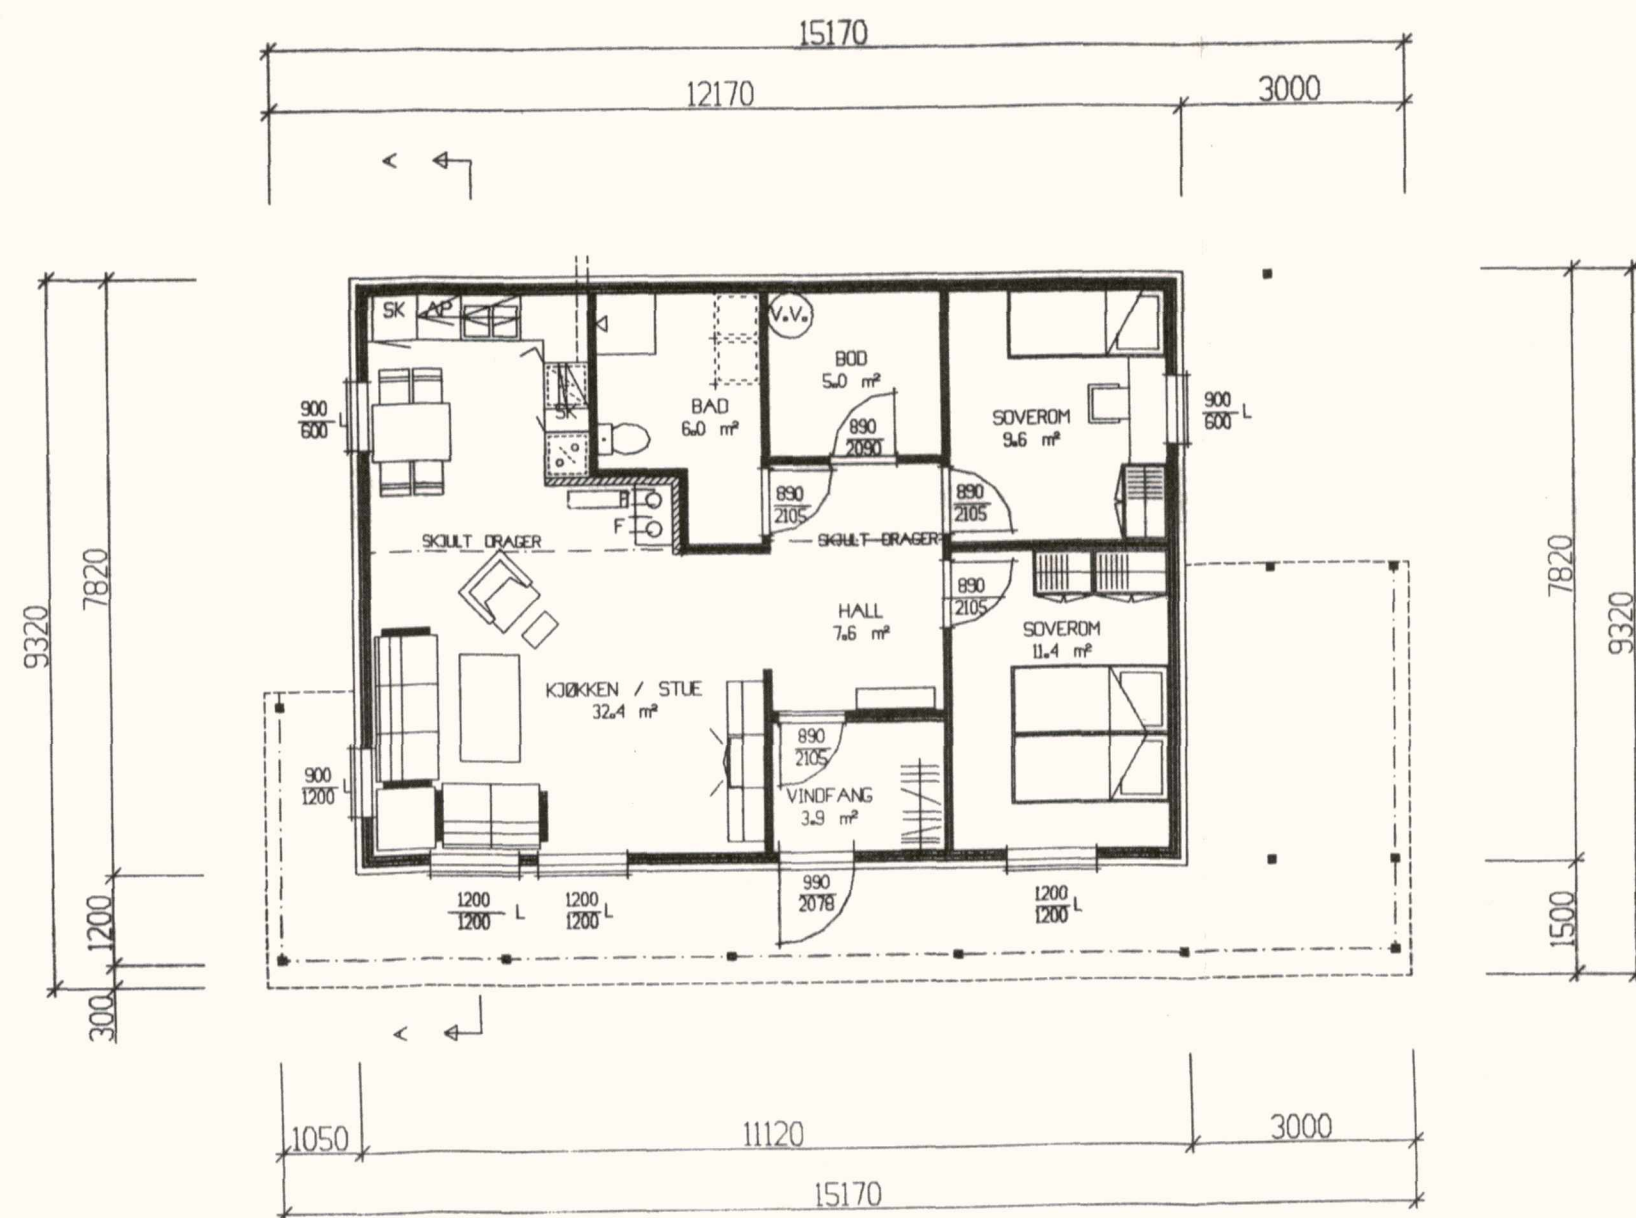 15170
12170
3000
A
SK
AP
V.V.
BOD
5.0 m²
BAD
6.0 m²
890
2090
SOVEROM
9.6 m²
900
600 L
900
600 L
SK
890
2105
890
2105
F
SKJULT DRAGER
SKJULT DRAGER
890
2105
HALL
7.6 m²
SOVEROM
11.4 m²
KJØKKEN / STUE
32.4 m²
890
2105
VINDFANG
3.9 m²
900
1200 L
1200
1200 L
1200
1200 L
990
2078
1200
1200 L
9320
7820
1200
300
7820
9320
1500
A
1050
11120
3000
15170